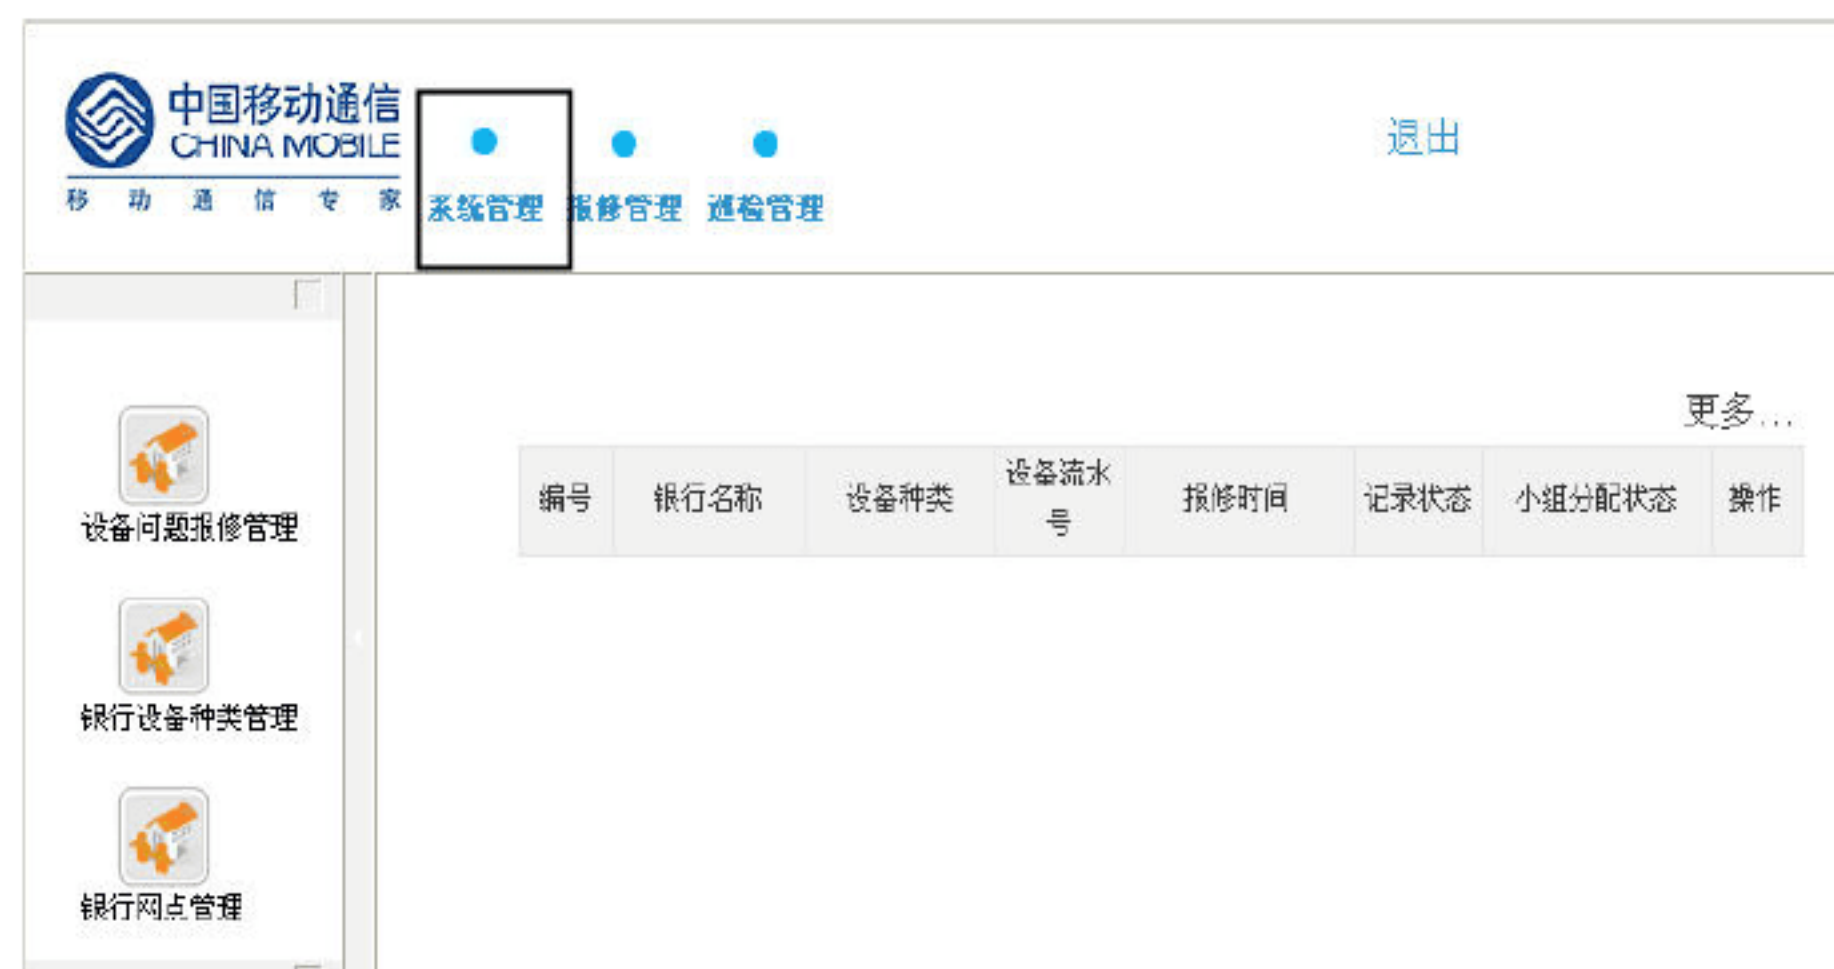 中国移动通信
CHINA MOBILE
移动通信专家
系统管理 报修管理 巡检管理
退出
设备问题报修管理
银行设备种类管理
银行网点管理
更多...
编号 银行名称 设备种类 设备流水号 报修时间 记录状态 小组分配状态 操作